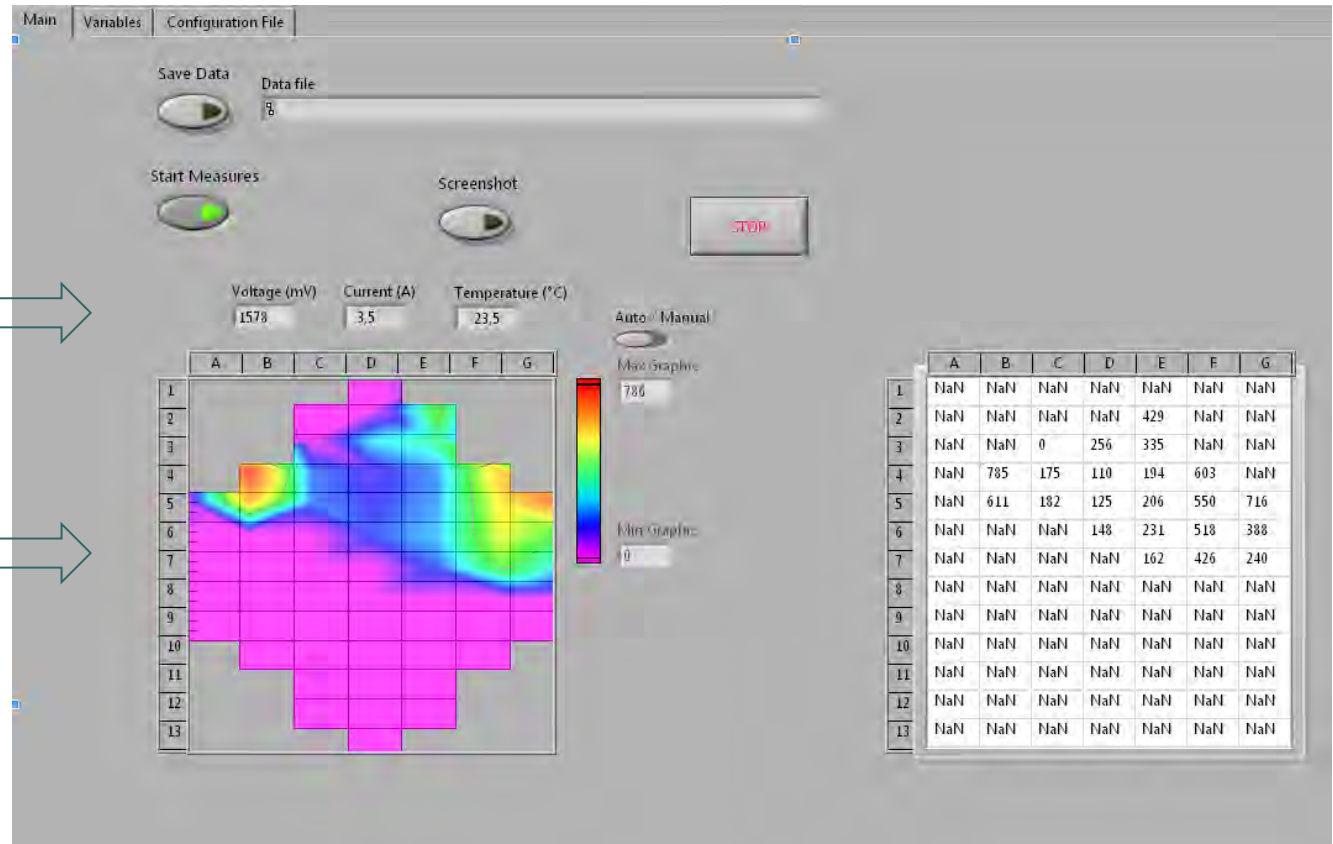 Main Variables Configuration File
Save Data
Data file
Start Measures
Screenshot
STOP
Voltage (mV) Current (A) Temperature (°C)
1578 3,5 23,5
Auto / Manual
Max Graphic
786
Min Graphic
0
A B C D E F G
1
2
3
4
5
6
7
8
9
10
11
12
13
A B C D E F G
1 NaN NaN NaN NaN NaN NaN NaN
2 NaN NaN NaN NaN 429 NaN NaN
3 NaN NaN 0 256 335 NaN NaN
4 NaN 785 175 110 194 603 NaN
5 NaN 611 182 125 206 550 716
6 NaN NaN NaN 148 231 518 388
7 NaN NaN NaN NaN 162 426 240
8 NaN NaN NaN NaN NaN NaN NaN
9 NaN NaN NaN NaN NaN NaN NaN
10 NaN NaN NaN NaN NaN NaN NaN
11 NaN NaN NaN NaN NaN NaN NaN
12 NaN NaN NaN NaN NaN NaN NaN
13 NaN NaN NaN NaN NaN NaN NaN